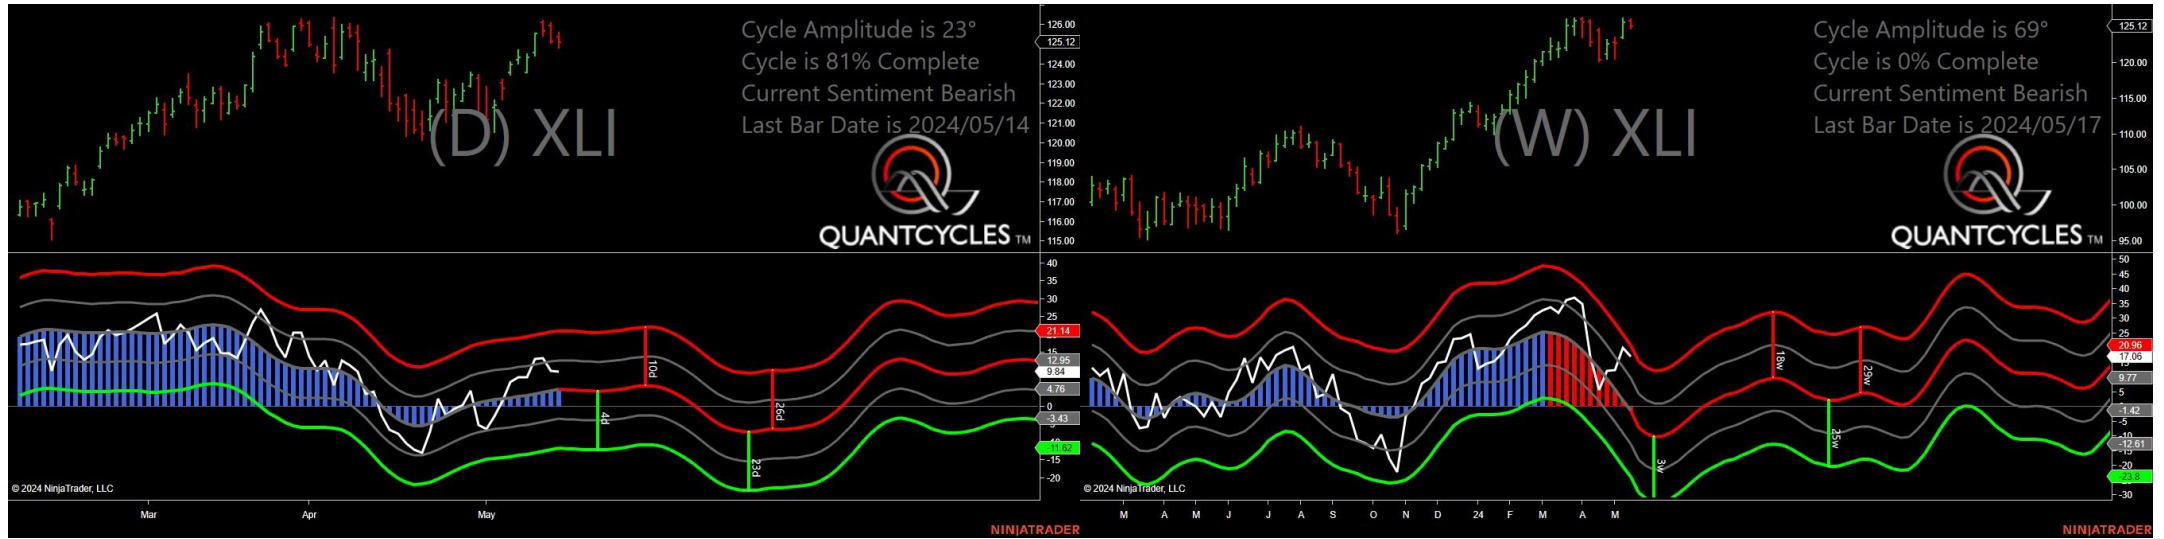 Cycle Amplitude is 23°
Cycle is 81% Complete
Current Sentiment Bearish
Last Bar Date is 2024/05/14
(D) XLI
QUANTCYCLES TM
126.00
125.12
124.00
123.00
122.00
121.00
120.00
119.00
118.00
117.00
116.00
115.00
40
35
30
25
21.14
15
12.95
9.84
4.76
0
-3.43
-11.62
-15
-20
4d
10d
23d
26d
© 2024 NinjaTrader, LLC
Mar Apr May
NINJATRADER
Cycle Amplitude is 69°
Cycle is 0% Complete
Current Sentiment Bearish
Last Bar Date is 2024/05/17
(W) XLI
QUANTCYCLES TM
125.12
120.00
115.00
110.00
105.00
100.00
95.00
50
45
40
35
30
25
20.96
17.06
9.77
5
-1.42
-5
-12.61
-20
-23.8
-30
3w
18w
25w
29w
© 2024 NinjaTrader, LLC
M A M J J A S O N D 24 F M A M
NINJATRADER